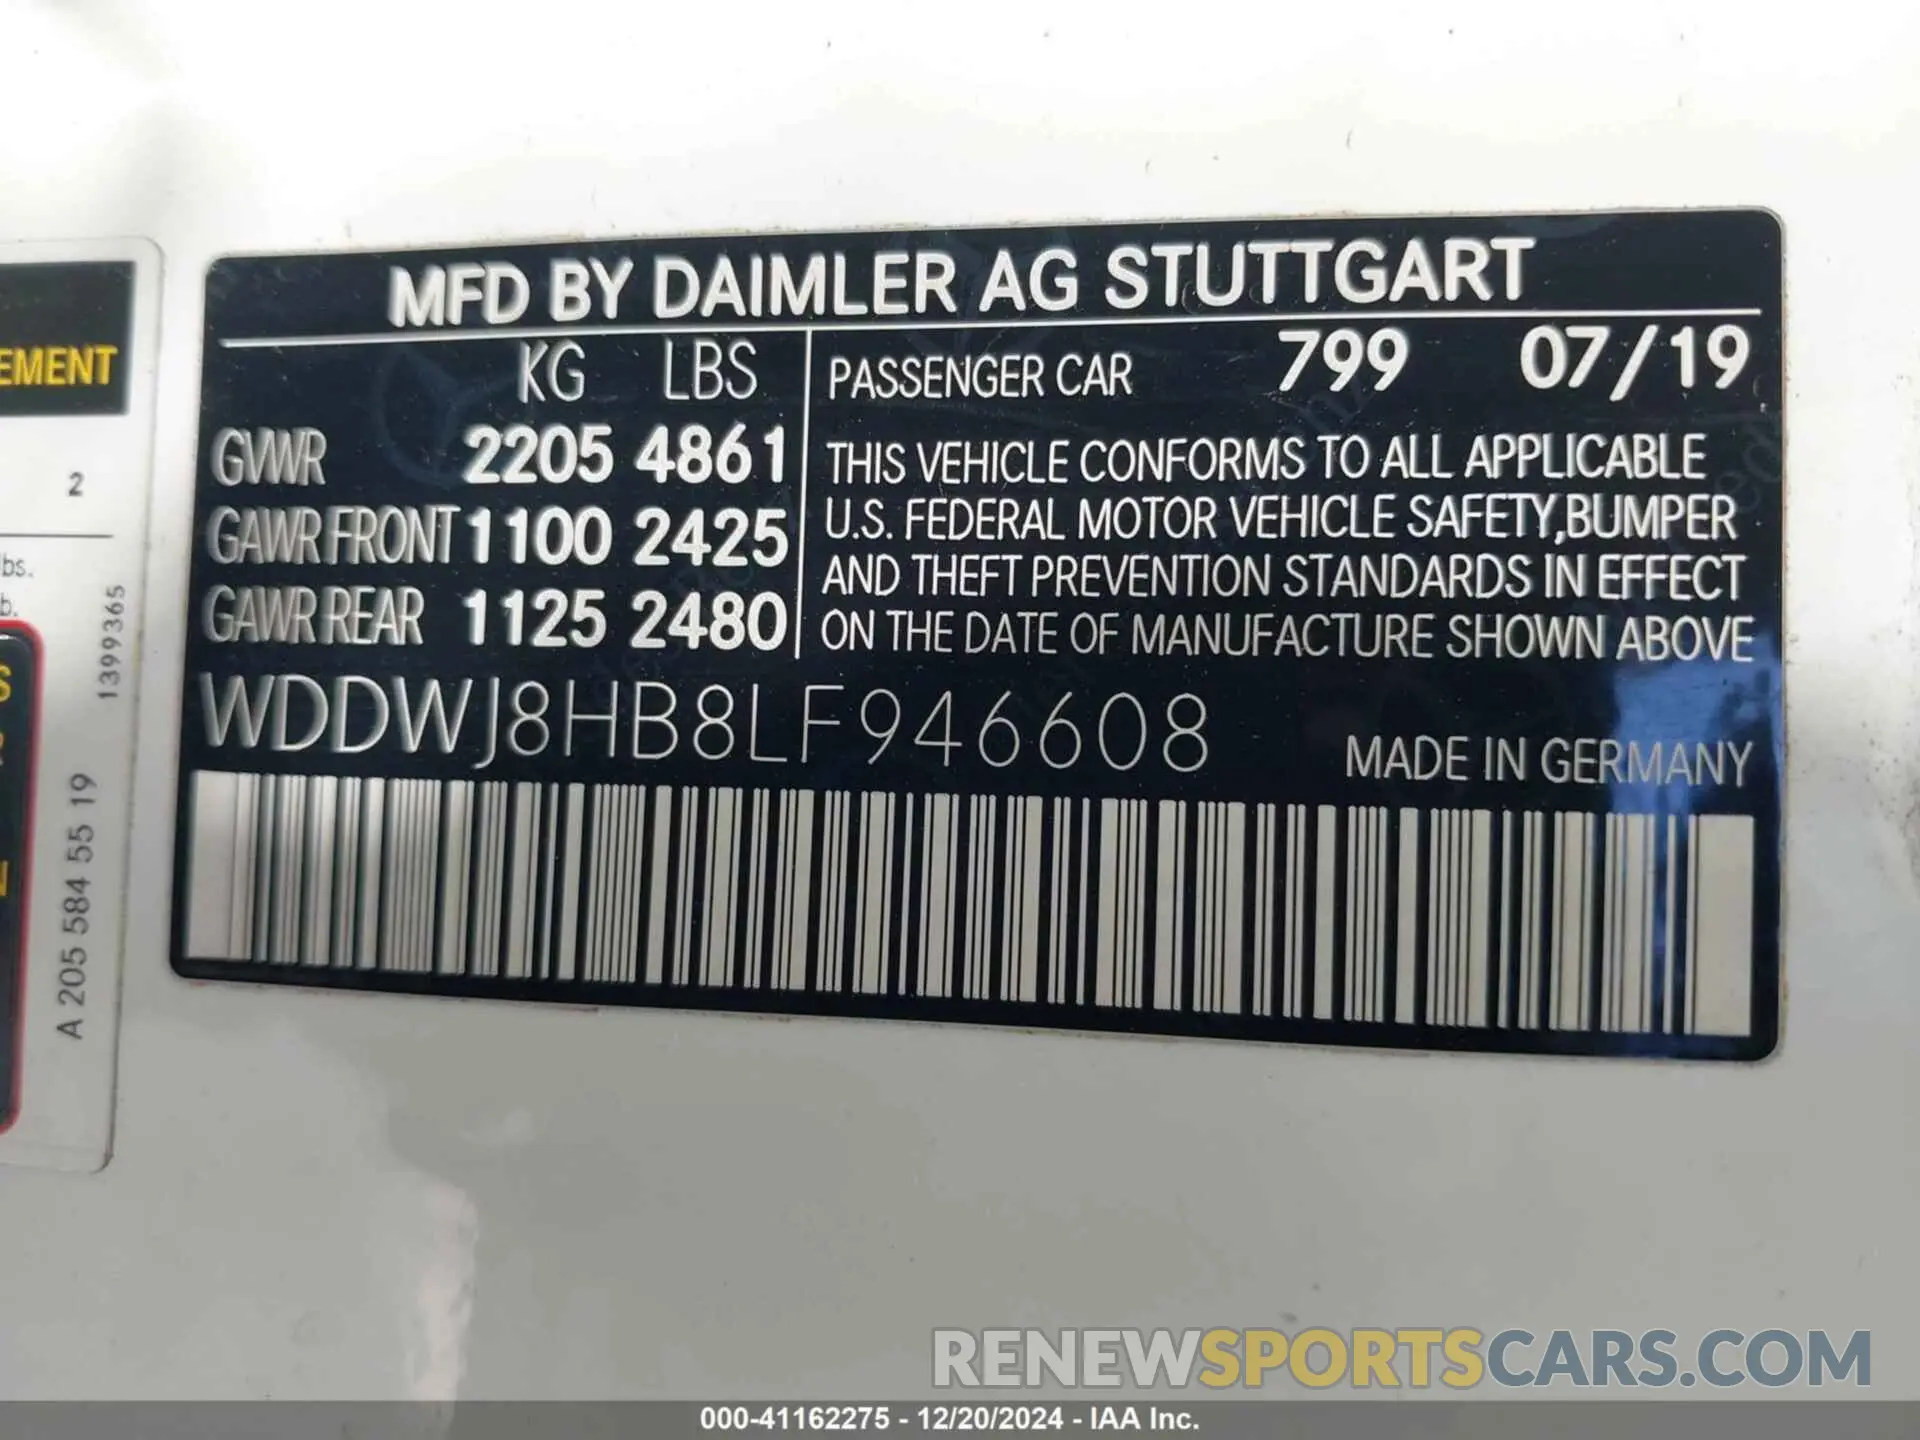 MFD BY DAIMLER AG STUTTGART
KG LBS
GVWR 2205 4861
GAWR FRONT 1100 2425
GAWR REAR 1125 2480
PASSENGER CAR 799 07/19
THIS VEHICLE CONFORMS TO ALL APPLICABLE
U.S. FEDERAL MOTOR VEHICLE SAFETY,BUMPER
AND THEFT PREVENTION STANDARDS IN EFFECT
ON THE DATE OF MANUFACTURE SHOWN ABOVE
WDDWJ8HB8LF946608
MADE IN GERMANY
EMENT
2
bs.
b.
S
1399365
A 205 584 55 19
RENEWSPORTSCARS.COM
000-41162275 - 12/20/2024 - IAA Inc.